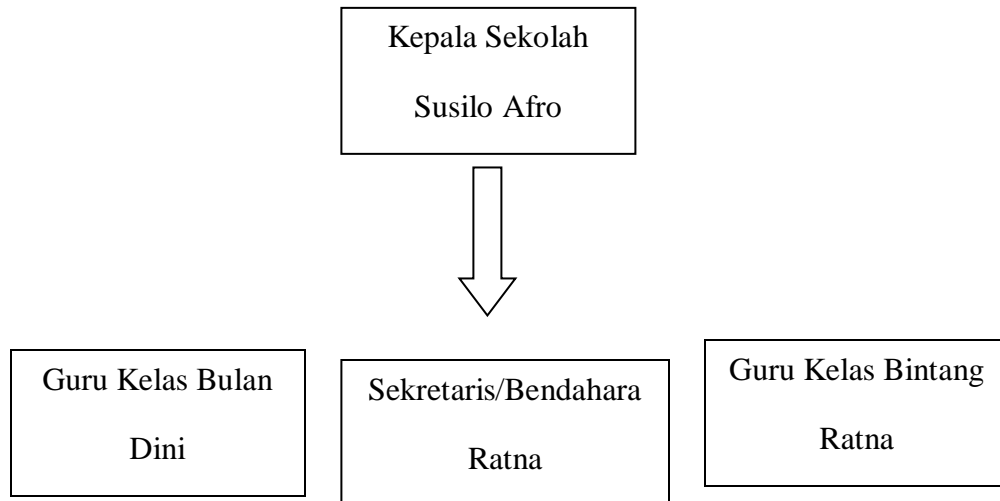 Kepala Sekolah
Susilo Afro
Guru Kelas Bulan
Dini
Sekretaris/Bendahara
Ratna
Guru Kelas Bintang
Ratna